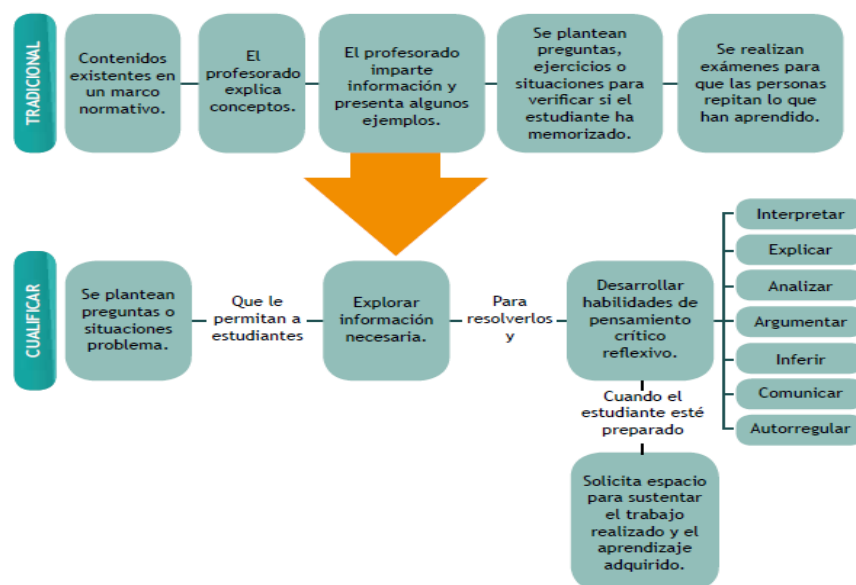 TRADICIONAL
Contenidos
existentes en
un marco
normativo.
El
profesorado
explica
conceptos.
El profesorado
imparte
información y
presenta algunos
ejemplos.
Se plantean
preguntas,
ejercicios o
situaciones para
verificar si el
estudiante ha
memorizado.
Se realizan
exámenes para
que las personas
repitan lo que
han aprendido.
CUALIFICAR
Se plantean
preguntas o
situaciones
problema.
Que le
permitan a
estudiantes
Explorar
información
necesaria.
Para
resolverlos
y
Desarrollar
habilidades de
pensamiento
crítico
reflexivo.
Interpretar
Explicar
Analizar
Argumentar
Inferir
Comunicar
Autorregular
Cuando el
estudiante esté
preparado
Solicita espacio
para sustentar
el trabajo
realizado y el
aprendizaje
adquirido.